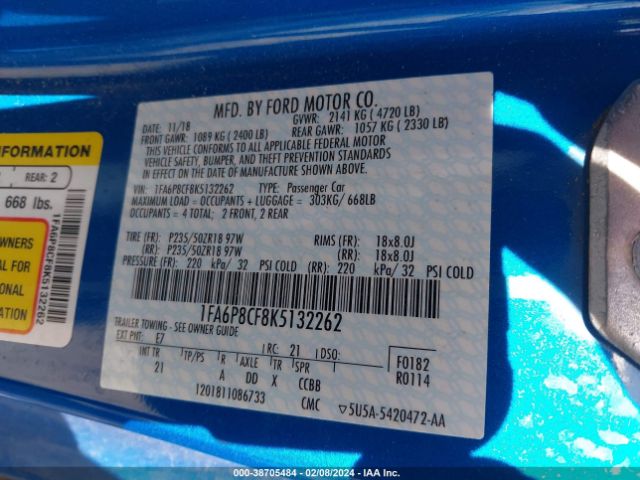 INFORMATION
REAR: 2
668 lbs.
OWNERS
al for
onal
1FA6P8CF8K5132262
MFD. BY FORD MOTOR CO.
DATE: 11/18 GVWR: 2141 KG ( 4720 LB)
FRONT GAWR: 1089 KG ( 2400 LB) REAR GAWR: 1057 KG ( 2330 LB)
THIS VEHICLE CONFORMS TO ALL APPLICABLE FEDERAL MOTOR
VEHICLE SAFETY, BUMPER, AND THEFT PREVENTION STANDARDS
IN EFFECT ON THE DATE OF MANUFACTURE SHOWN ABOVE.
VIN: 1FA6P8CF8K5132262 TYPE: Passenger Car
MAXIMUM LOAD = OCCUPANTS + LUGGAGE = 303KG/ 668LB
OCCUPANTS = 4 TOTAL: 2 FRONT, 2 REAR
TIRE (FR): P235/50ZR18 97W RIMS (FR): 18x8.0J
(RR): P235/50ZR18 97W (RR): 18x8.0J
PRESSURE (FR): 220 kPa/ 32 PSI COLD (RR): 220 kPa/ 32 PSI COLD
1FA6P8CF8K5132262
TRAILER TOWING - SEE OWNER GUIDE
EXT PNT: E7 RC: 21 DSO:
INT TR TP/PS R AXLE TR SPR F0182
21 A DD X CCBB R0114
1201811086733 CMC ▽5U5A-5420472-AA
000-38705484 - 02/08/2024 - IAA Inc.